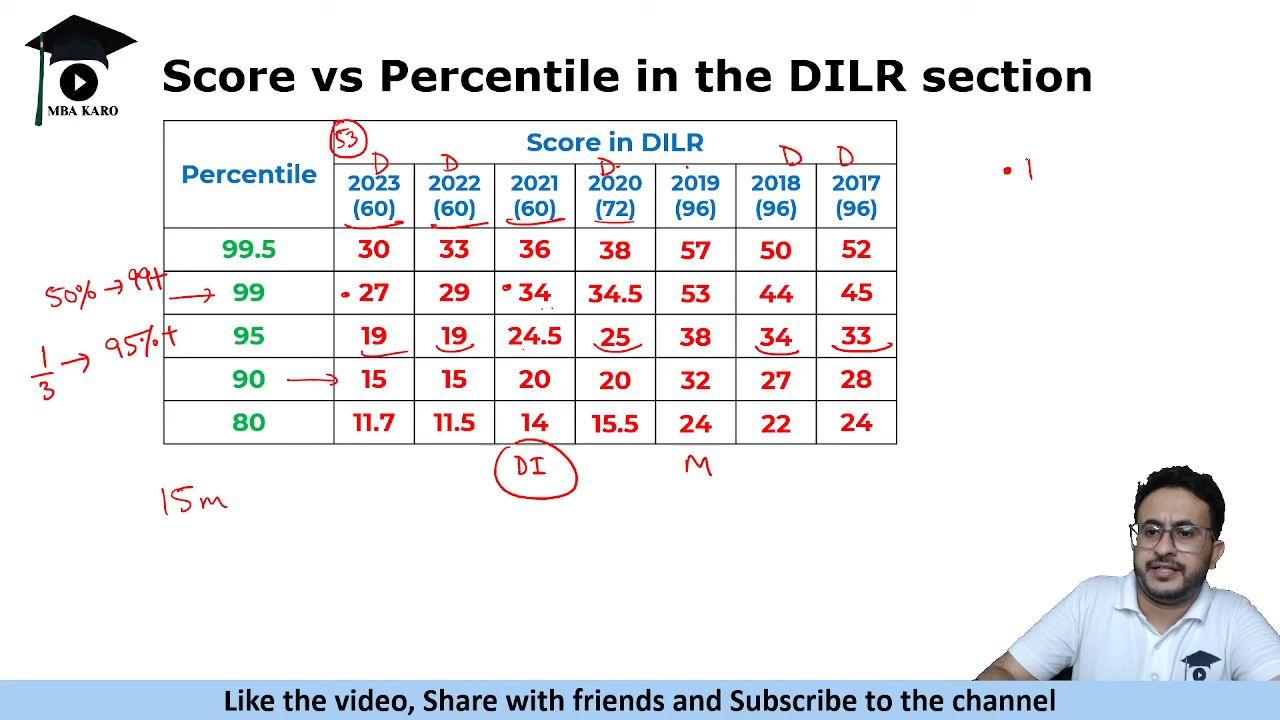 Score vs Percentile in the DILR section
MBA KARO
Percentile
53
Score in DILR
D D D D D
2023 2022 2021 2020 2019 2018 2017
(60) (60) (60) (72) (96) (96) (96)
99.5 30 33 36 38 57 50 52
50% → 99+
99 27 29 34 34.5 53 44 45
1/3 → 95%+
95 19 19 24.5 25 38 34 33
90 15 15 20 20 32 27 28
80 11.7 11.5 14 15.5 24 22 24
DI M
15m
• 1
MBA KARO
Like the video, Share with friends and Subscribe to the channel